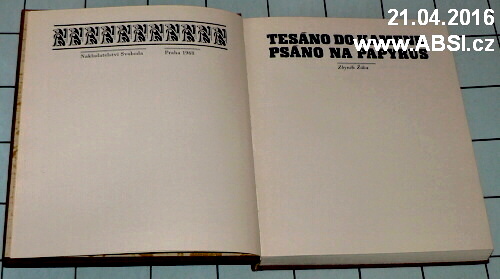 21.04.2016
www.ABSI.cz
Nakladatelství Svoboda Praha 1968
TESÁNO DO KAMENE
PSÁNO NA PAPYRUS
Zbyněk Žába